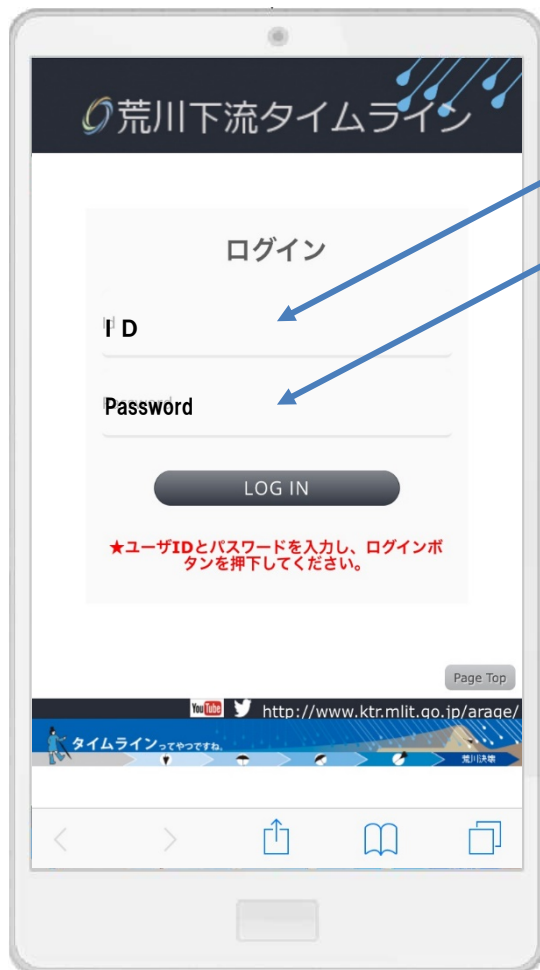 荒川下流タイムライン
ログイン
ID
Password
LOG IN
★ユーザIDとパスワードを入力し、ログインボ
タンを押下してください。
Page Top
YouTube http://www.ktr.mlit.go.jp/arage/
タイムラインってやつですね。
荒川決壊